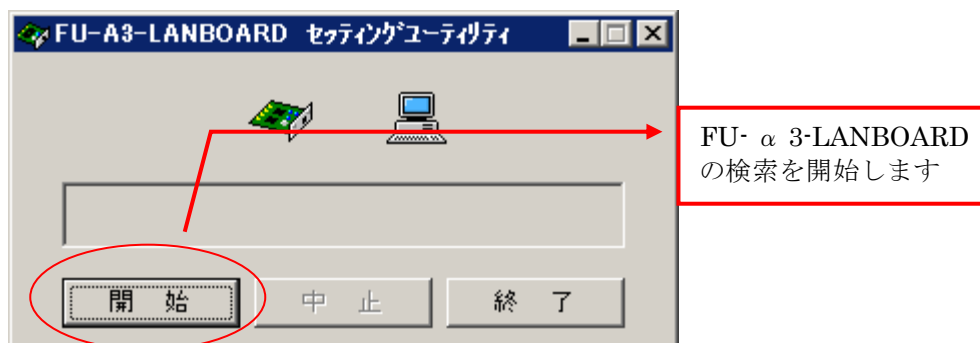 FU-A3-LANBOARD ｾｯﾃｨﾝｸﾞﾕｰﾃｨﾘﾃｨ
FU- α 3-LANBOARD
の検索を開始します
開 始
中 止
終 了